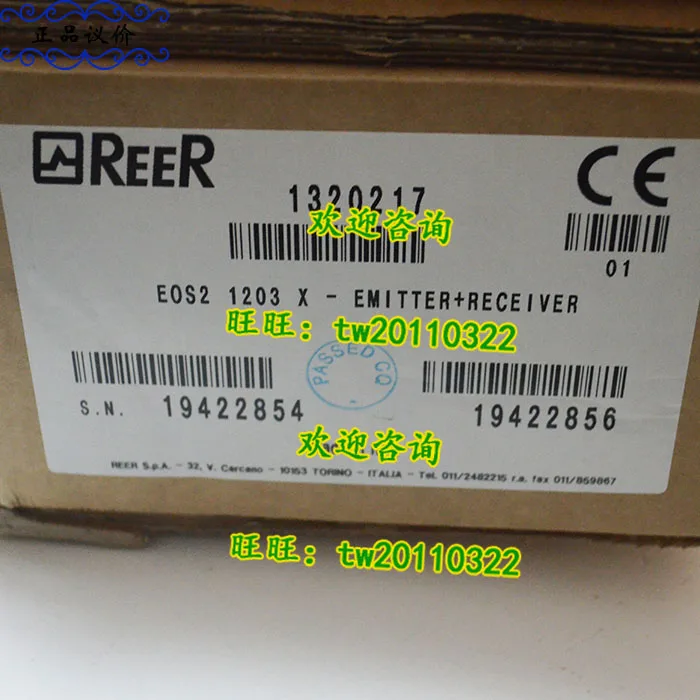 正品议价
REER
1320217
CE
欢迎咨询
01
EOS2 1203 X - EMITTER+RECEIVER
旺旺：tw20110322
PASSED CQ
S.N. 19422854
19422856
欢迎咨询
REER S.p.A. - 32, V. Carcano - 10153 TORINO - ITALIA - Tel. 011/2482215 r.a. fax 011/859867
旺旺：tw20110322